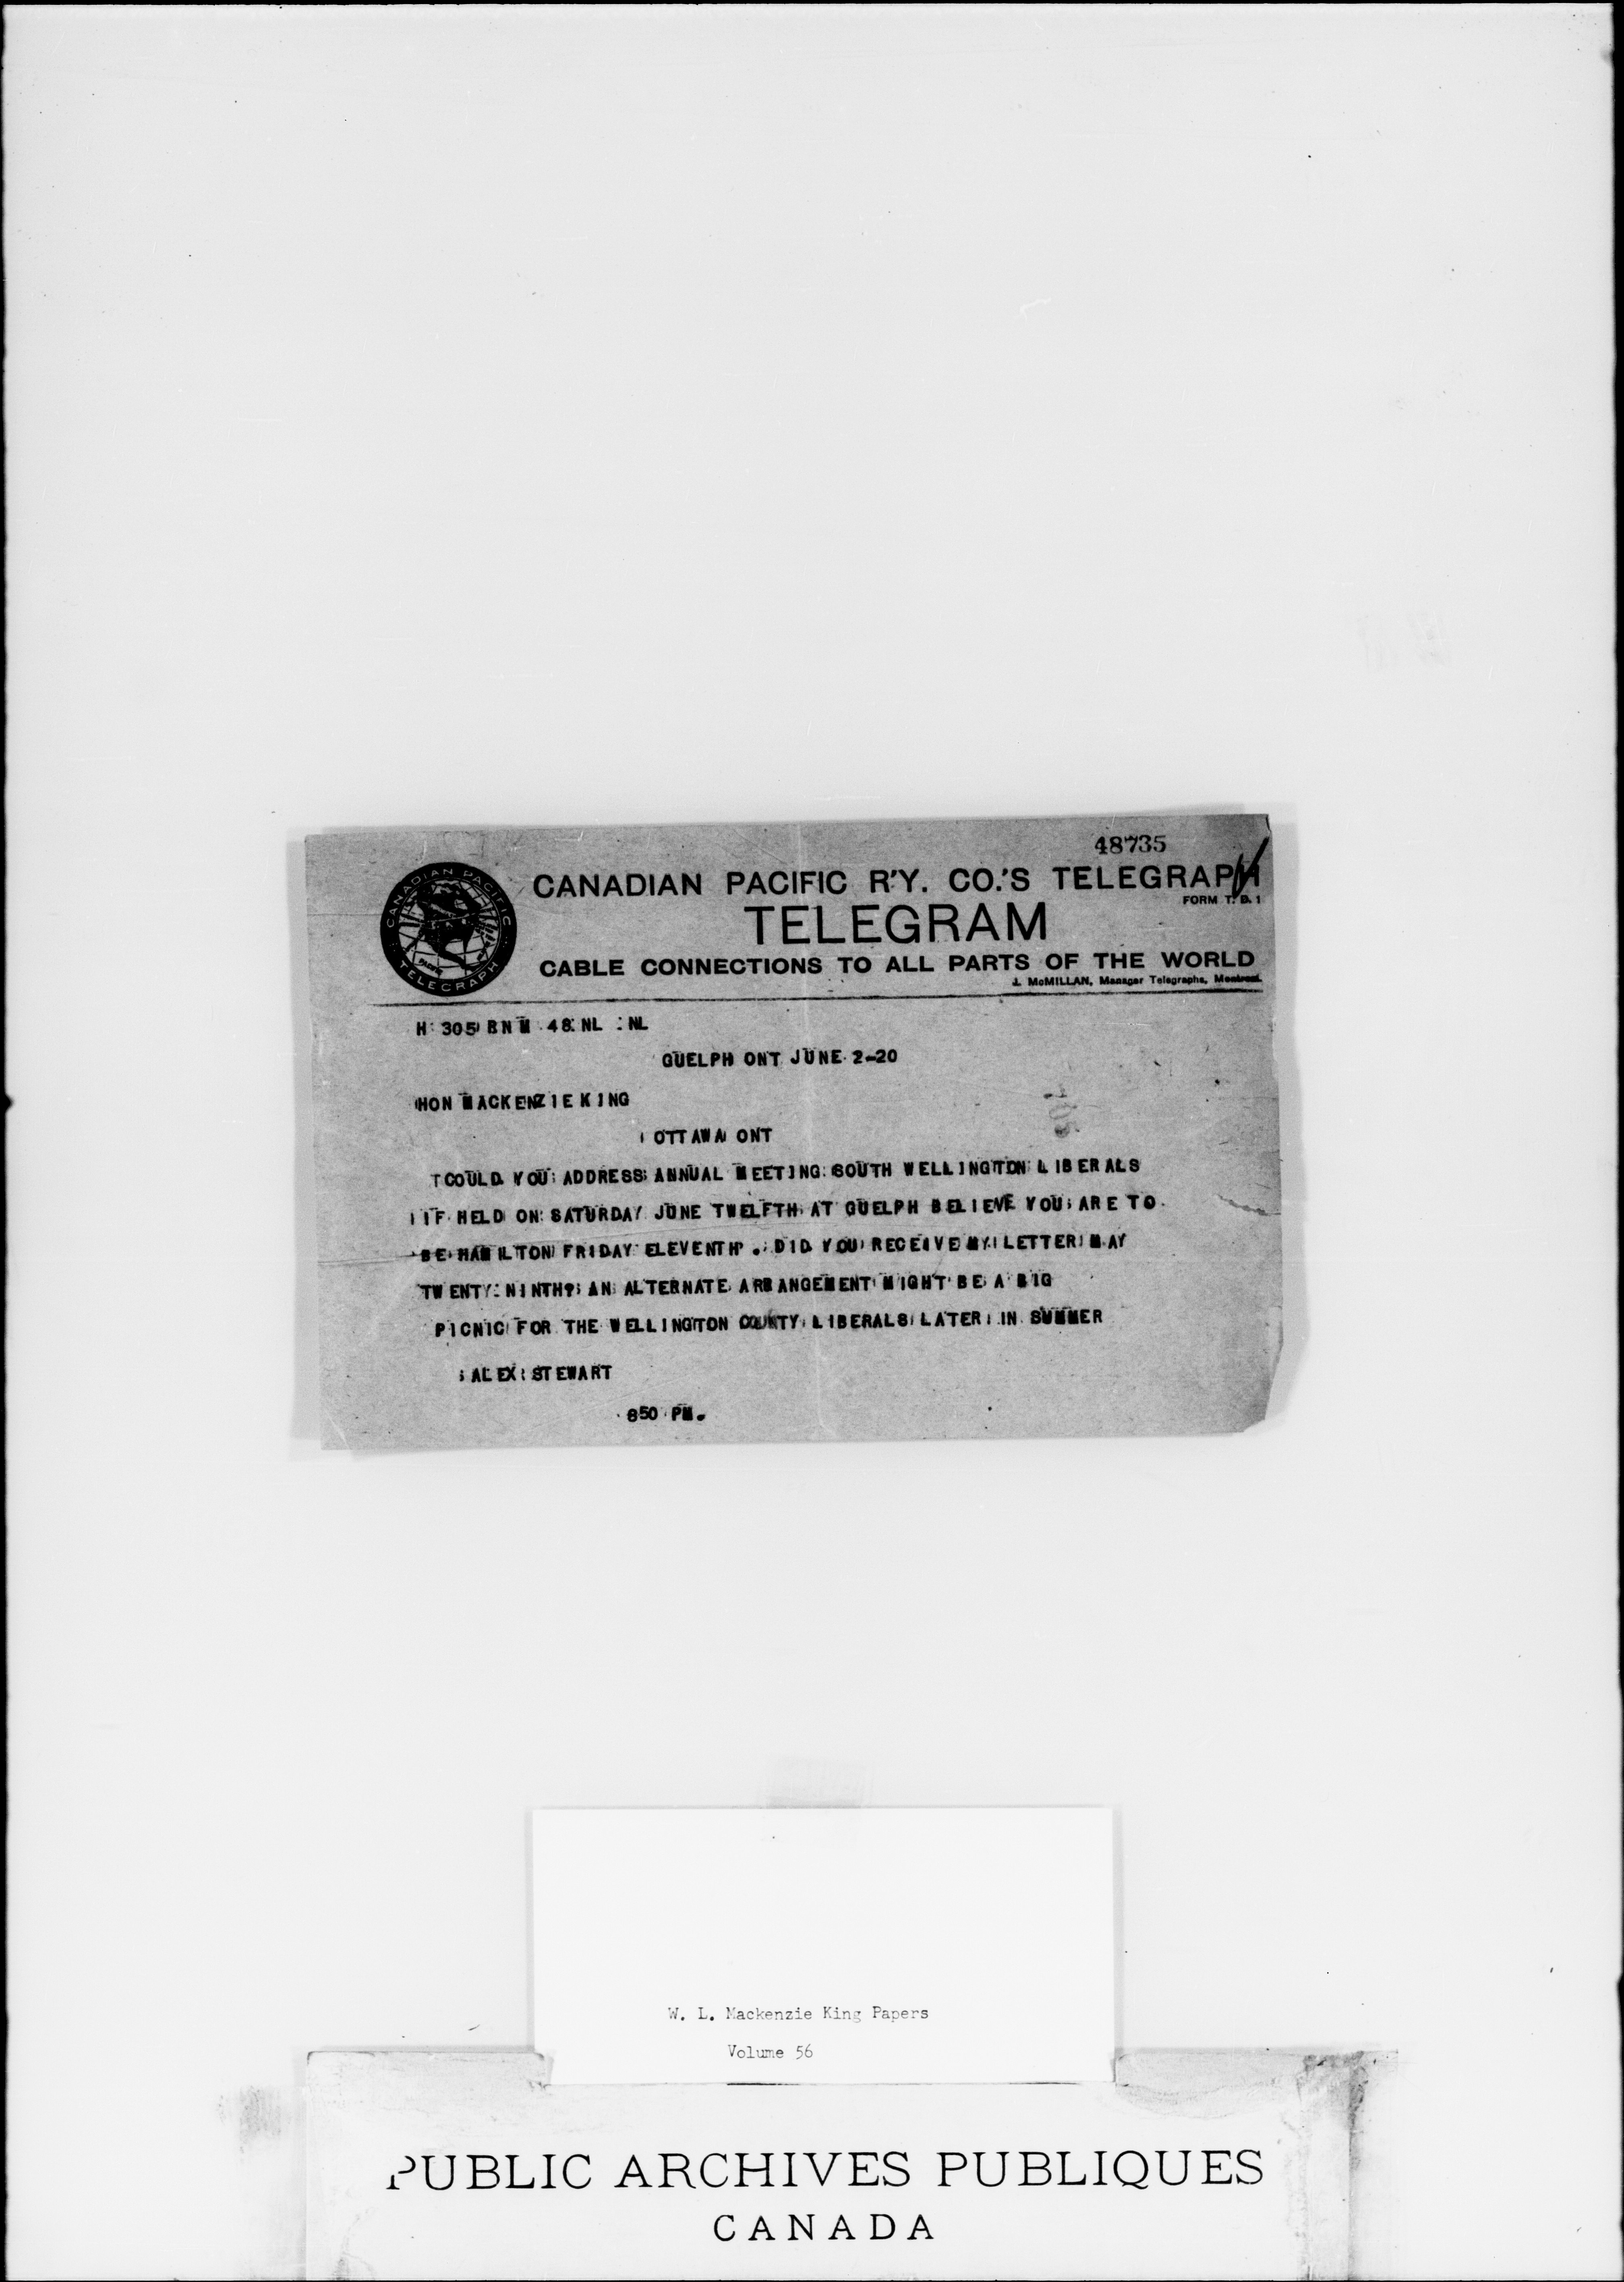 48735
CANADIAN PACIFIC R'Y. CO.'S TELEGRAPH
FORM T. D. 1
TELEGRAM
CABLE CONNECTIONS TO ALL PARTS OF THE WORLD
J. McMILLAN, Manager Telegraphs, Montreal.
CANADIAN PACIFIC
PACIFIC
TELEGRAPH
H 305 BN M 48 NL NL
GUELPH ONT JUNE 2-20
HON MACKENZIE KING
OTTAWA ONT
COULD YOU ADDRESS ANNUAL MEETING SOUTH WELLINGTON LIBERALS
IF HELD ON SATURDAY JUNE TWELFTH AT GUELPH BELIEVE YOU ARE TO
BE HAMILTON FRIDAY ELEVENTH . DID YOU RECEIVE MY LETTER MAY
TWENTY NINTH? AN ALTERNATE ARRANGEMENT MIGHT BE A BIG
PICNIC FOR THE WELLINGTON COUNTY LIBERALS LATER IN SUMMER
ALEX STEWART
850 PM.
W. L. Mackenzie King Papers
Volume 56
PUBLIC ARCHIVES PUBLIQUES
CANADA